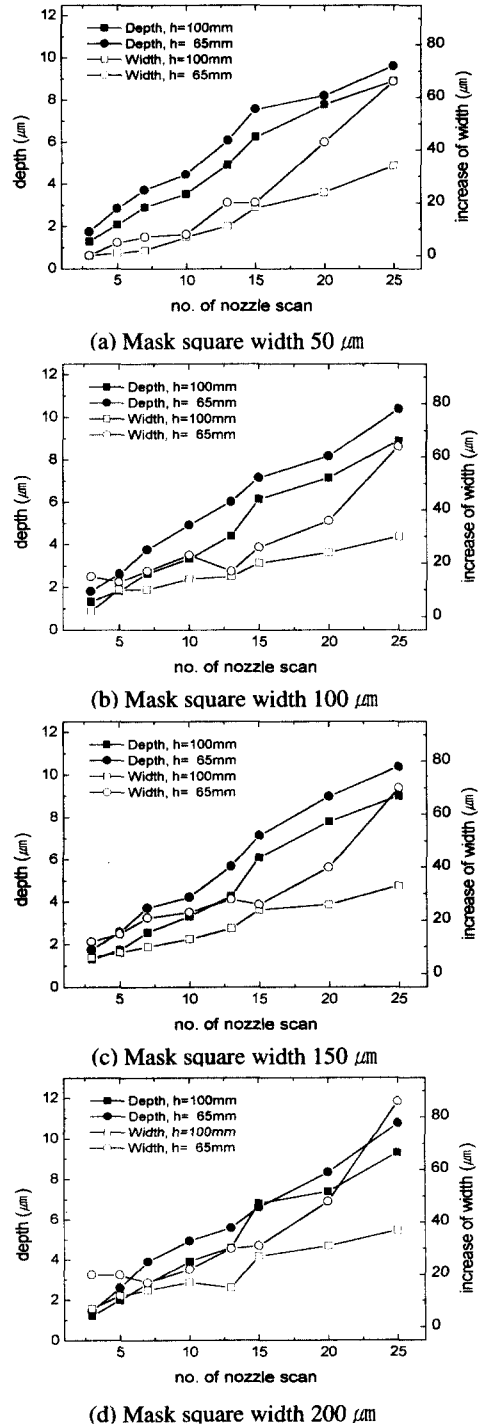 Depth, h=100mm
Depth, h= 65mm
Width, h=100mm
Width, h= 65mm
depth (μm)
increase of width (μm)
12
10
8
6
4
2
0
80
60
40
20
0
5
10
15
20
25
no. of nozzle scan
(a) Mask square width 50 μm
Depth, h=100mm
Depth, h= 65mm
Width, h=100mm
Width, h= 65mm
depth (μm)
increase of width (μm)
12
10
8
6
4
2
0
80
60
40
20
0
5
10
15
20
25
no. of nozzle scan
(b) Mask square width 100 μm
Depth, h=100mm
Depth, h= 65mm
Width, h=100mm
Width, h= 65mm
depth (μm)
increase of width (μm)
12
10
8
6
4
2
0
80
60
40
20
0
5
10
15
20
25
no. of nozzle scan
(c) Mask square width 150 μm
Depth, h=100mm
Depth, h= 65mm
Width, h=100mm
Width, h= 65mm
depth (μm)
increase of width (μm)
12
10
8
6
4
2
0
80
60
40
20
0
5
10
15
20
25
no. of nozzle scan
(d) Mask square width 200 μm